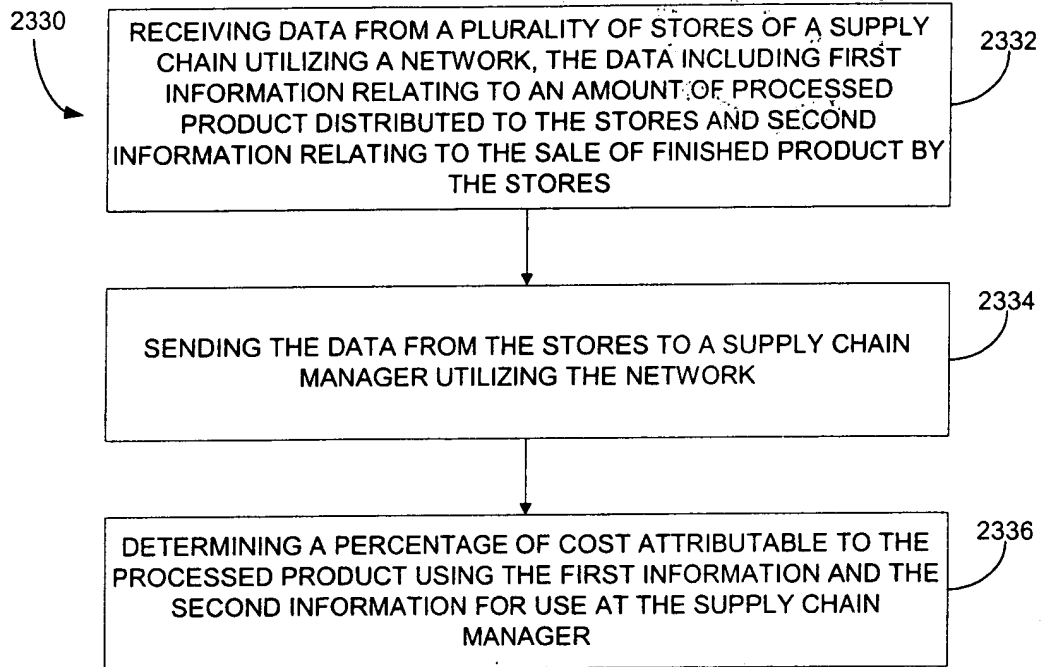 2330
RECEIVING DATA FROM A PLURALITY OF STORES OF A SUPPLY
CHAIN UTILIZING A NETWORK, THE DATA INCLUDING FIRST
INFORMATION RELATING TO AN AMOUNT OF PROCESSED
PRODUCT DISTRIBUTED TO THE STORES AND SECOND
INFORMATION RELATING TO THE SALE OF FINISHED PRODUCT BY
THE STORES
2332
SENDING THE DATA FROM THE STORES TO A SUPPLY CHAIN
MANAGER UTILIZING THE NETWORK
2334
DETERMINING A PERCENTAGE OF COST ATTRIBUTABLE TO THE
PROCESSED PRODUCT USING THE FIRST INFORMATION AND THE
SECOND INFORMATION FOR USE AT THE SUPPLY CHAIN
MANAGER
2336